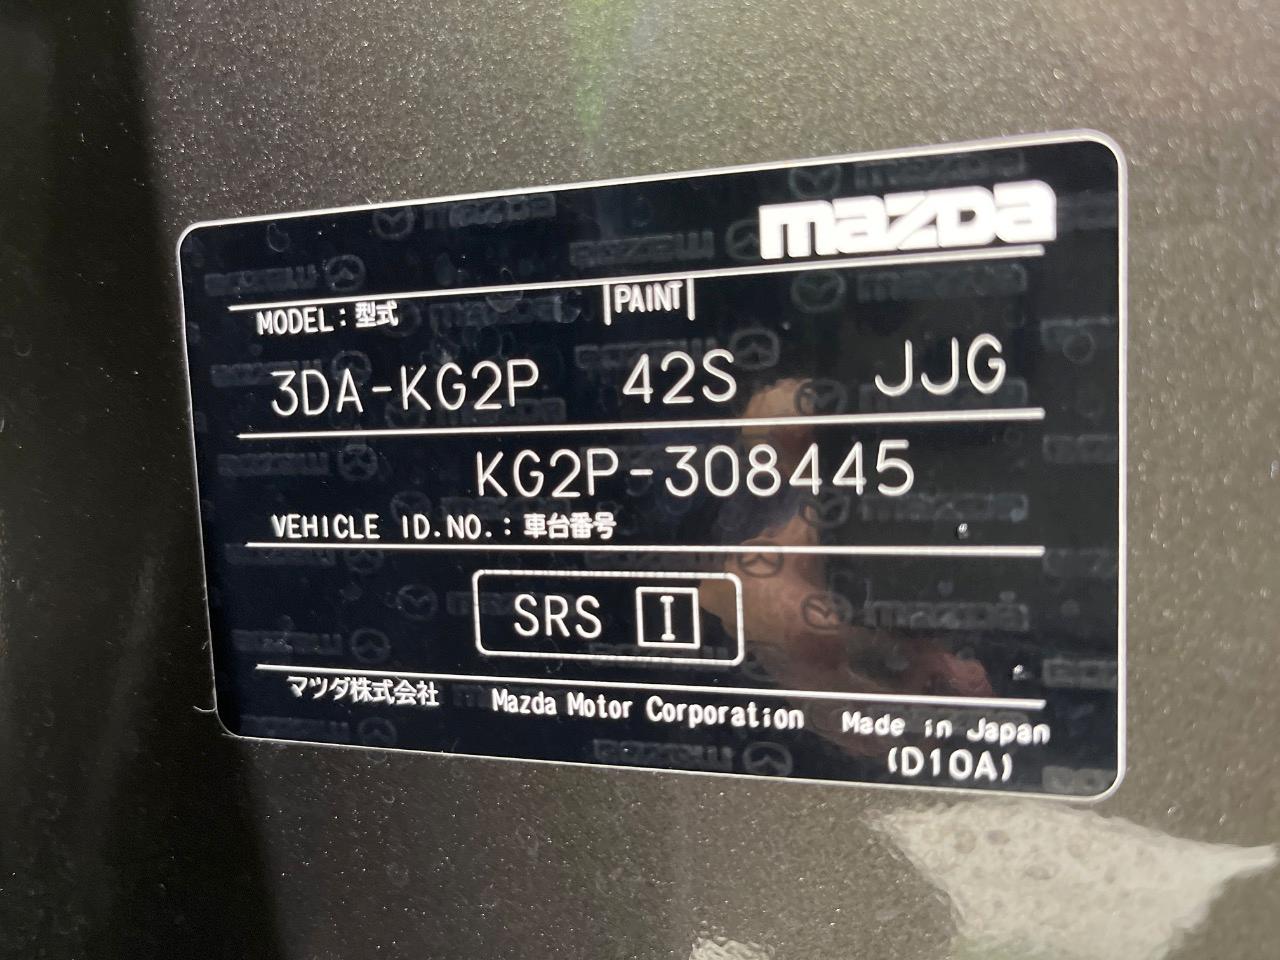 mazda
MODEL:型式 PAINT
3DA-KG2P 42S JJG
KG2P-308445
VEHICLE ID.NO.:車台番号
SRS I
マツダ株式会社 Mazda Motor Corporation Made in Japan
(D10A)